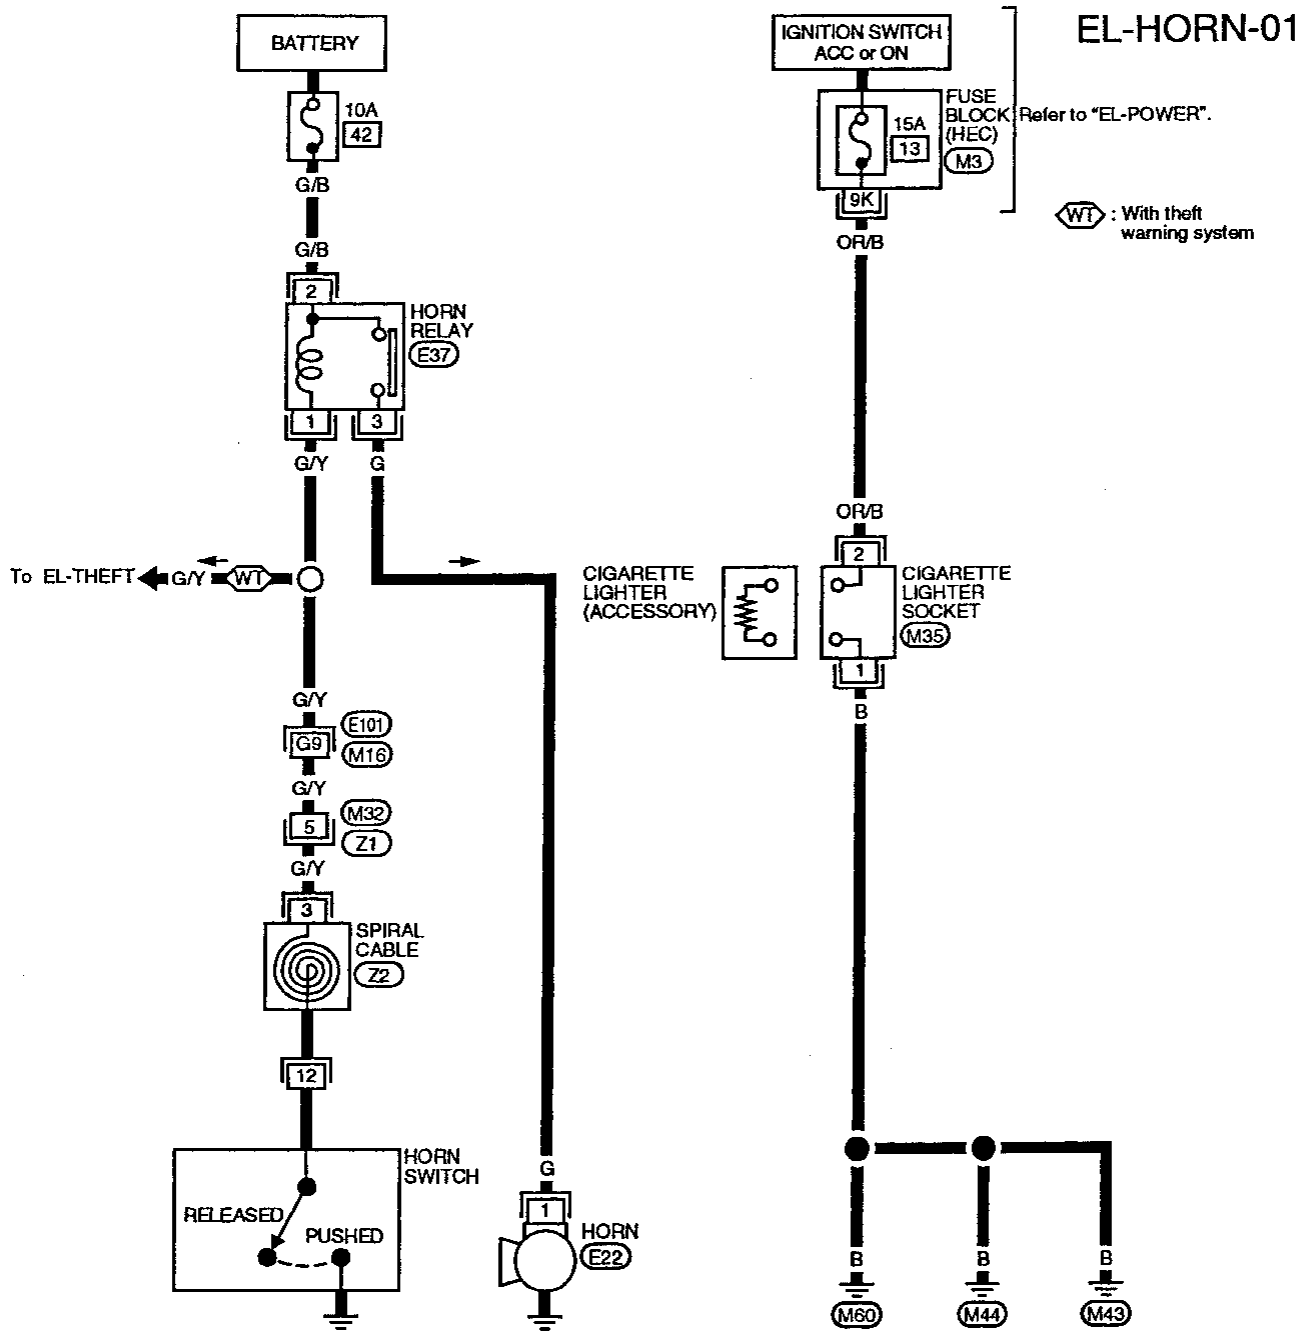 EL-HORN-01
BATTERY
10A
42
G/B
G/B
2
HORN
RELAY
E37
1
3
G/Y
G
To EL-THEFT
G/Y
WT
G/Y
G9
E101
M16
G/Y
5
M32
Z1
G/Y
3
SPIRAL
CABLE
Z2
12
HORN
SWITCH
RELEASED
PUSHED
G
1
HORN
E22
IGNITION SWITCH
ACC or ON
FUSE
BLOCK
(HEC)
M3
15A
13
9K
Refer to "EL-POWER".
WT : With theft
warning system
OR/B
OR/B
2
CIGARETTE
LIGHTER
(ACCESSORY)
CIGARETTE
LIGHTER
SOCKET
M35
1
B
B
B
B
M60
M44
M43